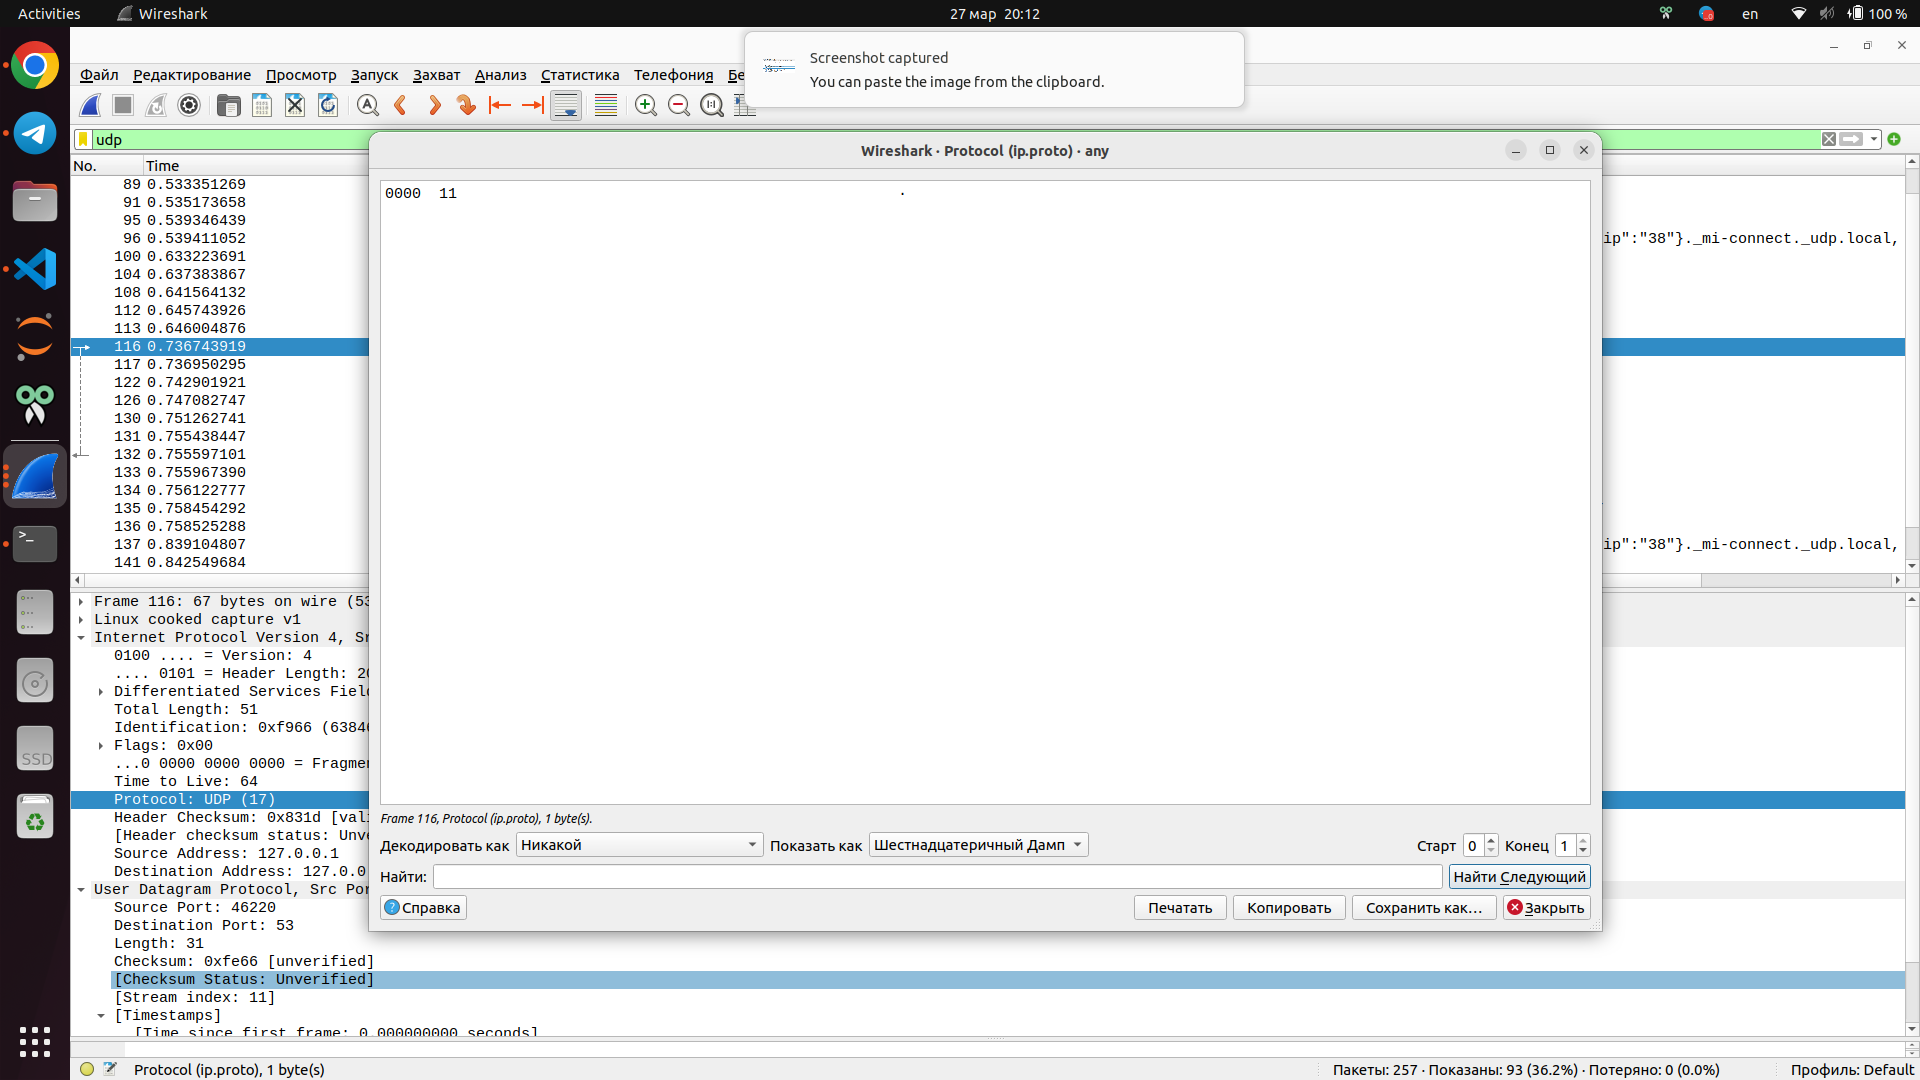 Activities
Wireshark
27 мар 20:12
en
100 %
Screenshot captured
You can paste the image from the clipboard.
Файл Редактирование Просмотр Запуск Захват Анализ Статистика Телефония Бе
udp
No. Time
89 0.533351269
91 0.535173658
95 0.539346439
96 0.539411052
ip":"38"}._mi-connect._udp.local,
100 0.633223691
104 0.637383867
108 0.641564132
112 0.645743926
113 0.646004876
116 0.736743919
117 0.736950295
122 0.742901921
126 0.747082747
130 0.751262741
131 0.755438447
132 0.755597101
133 0.755967390
134 0.756122777
135 0.758454292
136 0.758525288
137 0.839104807
ip":"38"}._mi-connect._udp.local,
141 0.842549684
Wireshark · Protocol (ip.proto) · any
0000 11 .
Frame 116, Protocol (ip.proto), 1 byte(s).
Декодировать как Никакой Показать как Шестнадцатеричный Дамп Старт 0 Конец 1
Найти: Найти Следующий
Справка Печатать Копировать Сохранить как… Закрыть
Frame 116: 67 bytes on wire (53
Linux cooked capture v1
Internet Protocol Version 4, Sr
0100 .... = Version: 4
.... 0101 = Header Length: 20
Differentiated Services Field
Total Length: 51
Identification: 0xf966 (63846
Flags: 0x00
...0 0000 0000 0000 = Fragmen
Time to Live: 64
Protocol: UDP (17)
Header Checksum: 0x831d [vali
[Header checksum status: Unve
Source Address: 127.0.0.1
Destination Address: 127.0.0
User Datagram Protocol, Src Por
Source Port: 46220
Destination Port: 53
Length: 31
Checksum: 0xfe66 [unverified]
[Checksum Status: Unverified]
[Stream index: 11]
[Timestamps]
[Time since first frame: 0.000000000 seconds]
SSD
Protocol (ip.proto), 1 byte(s)
Пакеты: 257 · Показаны: 93 (36.2%) · Потеряно: 0 (0.0%)
Профиль: Default